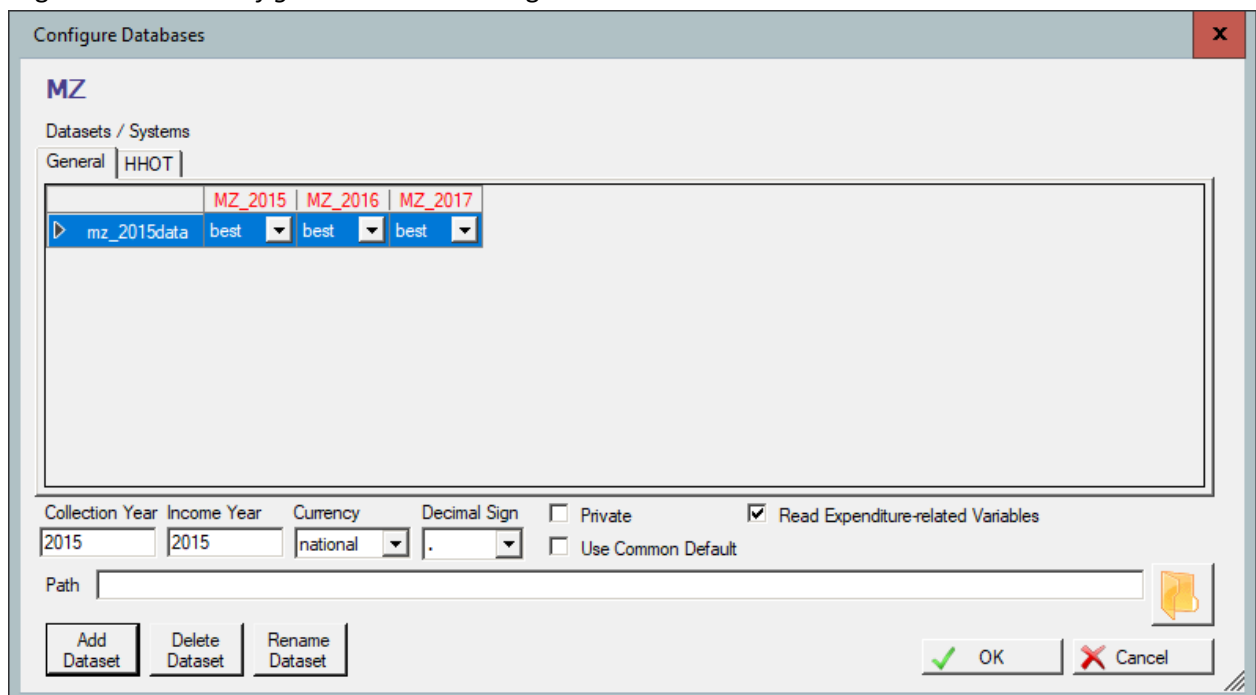 Configure Databases x
MZ
Datasets / Systems
General HHOT
MZ_2015 MZ_2016 MZ_2017
mz_2015data best best best
Collection Year Income Year Currency Decimal Sign Private Read Expenditure-related Variables
2015 2015 national . Use Common Default
Path
Add Dataset Delete Dataset Rename Dataset OK Cancel